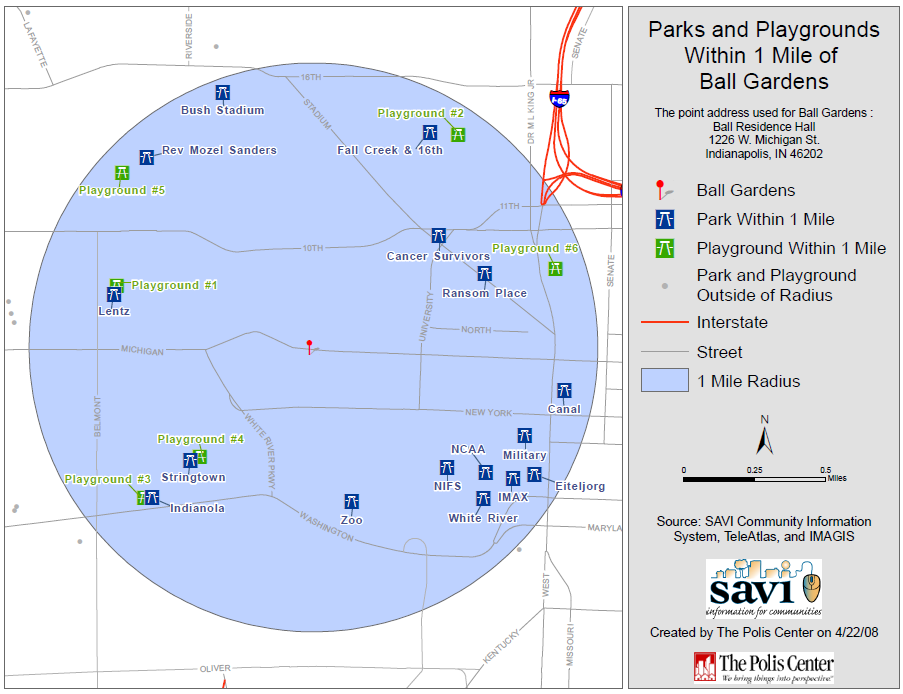 LAFAYETTE
RIVERSIDE
SENATE
16TH
DR M L KING JR
I-65
Bush Stadium
STADIUM
Playground #2
Fall Creek & 16th
Rev Mozel Sanders
Playground #5
11TH
10TH
Cancer Survivors
Playground #6
SENATE
Ransom Place
Playground #1
Lentz
UNIVERSITY
NORTH
MICHIGAN
Canal
NEW YORK
BELMONT
WHITE RIVER PKWY
Playground #4
Stringtown
NCAA
Military
Playground #3
NIFS
IMAX
Eiteljorg
Indianola
Zoo
White River
WASHINGTON
MARYLA
WEST
MISSOURI
KENTUCKY
OLIVER
Parks and Playgrounds
Within 1 Mile of
Ball Gardens
The point address used for Ball Gardens :
Ball Residence Hall
1226 W. Michigan St.
Indianapolis, IN 46202
Ball Gardens
Park Within 1 Mile
Playground Within 1 Mile
Park and Playground
Outside of Radius
Interstate
Street
1 Mile Radius
N
0 0.25 0.5
Miles
Source: SAVI Community Information
System, TeleAtlas, and IMAGIS
savi
information for communities
Created by The Polis Center on 4/22/08
The Polis Center
We bring things into perspective.